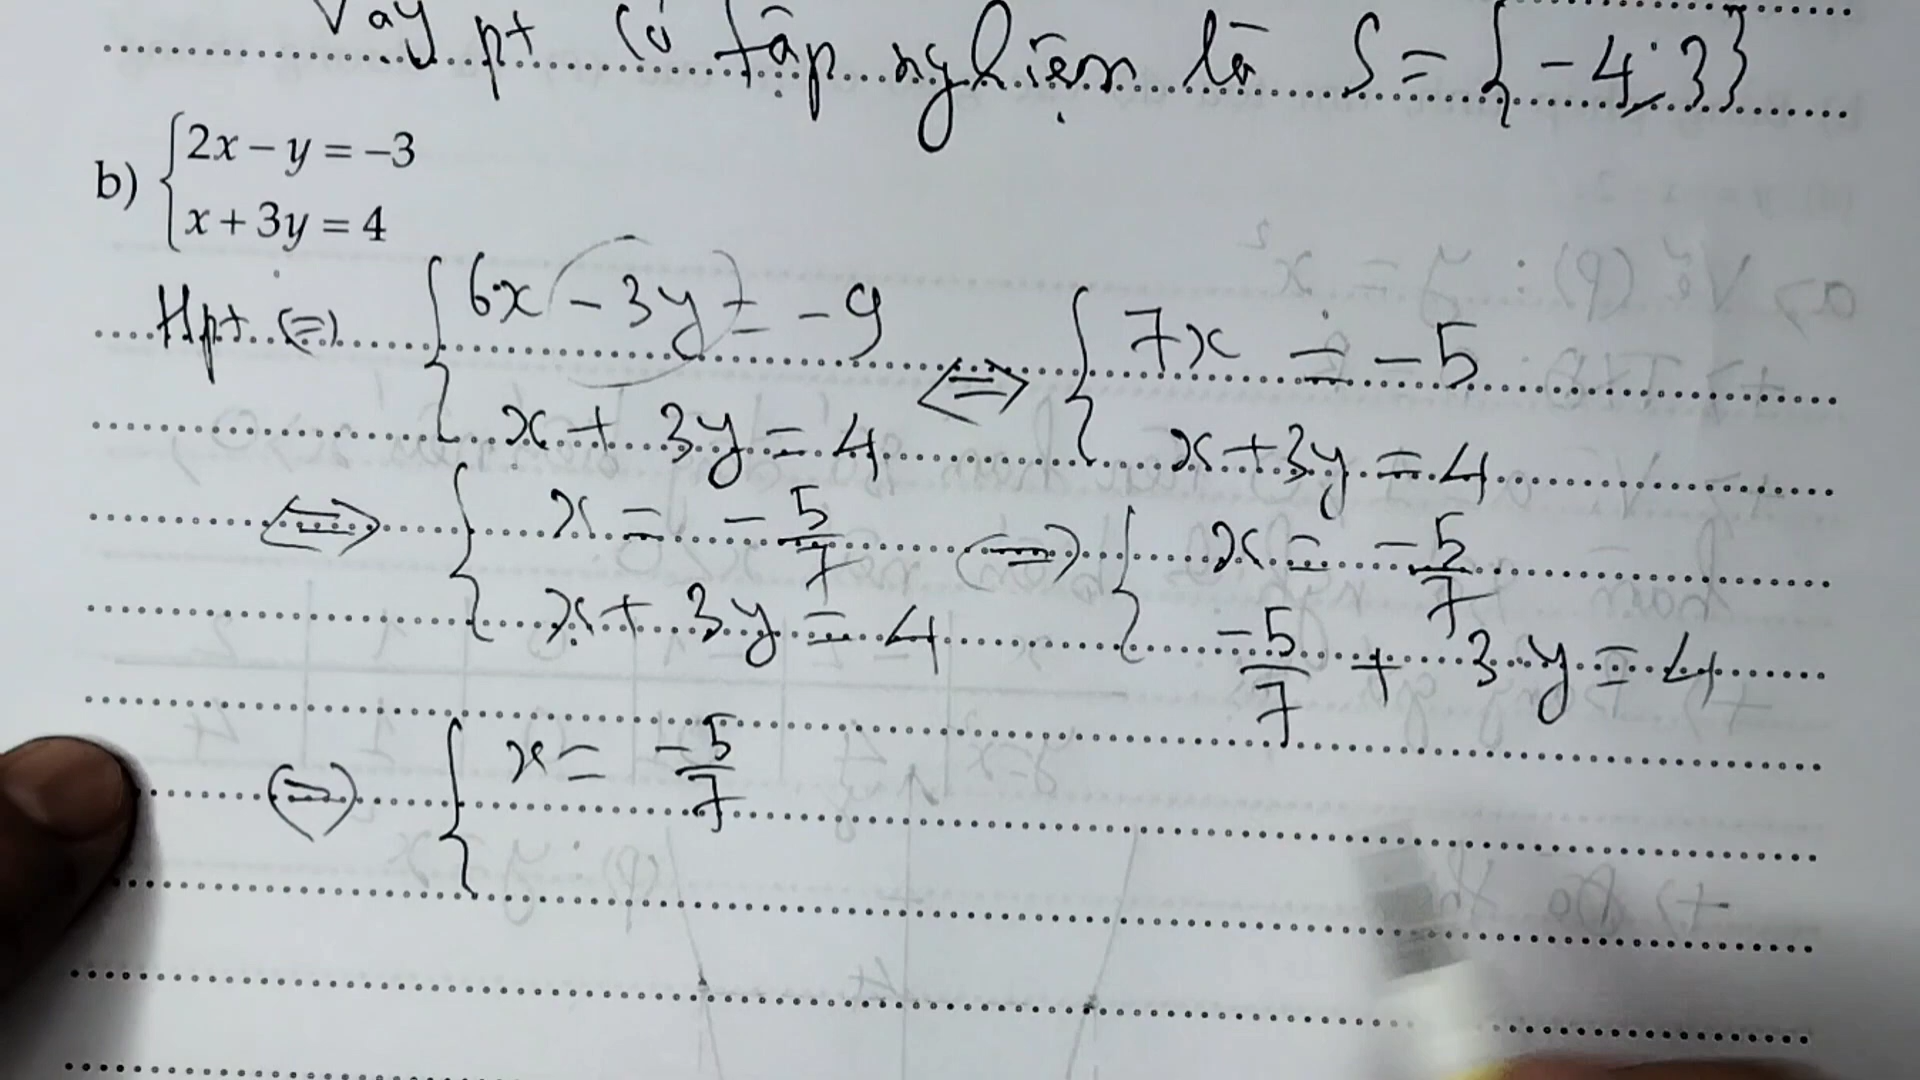 Vậy pt có tập nghiệm là S = {-4; 3}
b) {2x − y = −3
x + 3y = 4
Hpt (=) {6x - 3y = -9 <=> {7x = -5
x + 3y = 4 x + 3y = 4
<=> {x = -5/7 (=) {x = -5/7
x + 3y = 4 -5/7 + 3y = 4
(=) {x = -5/7